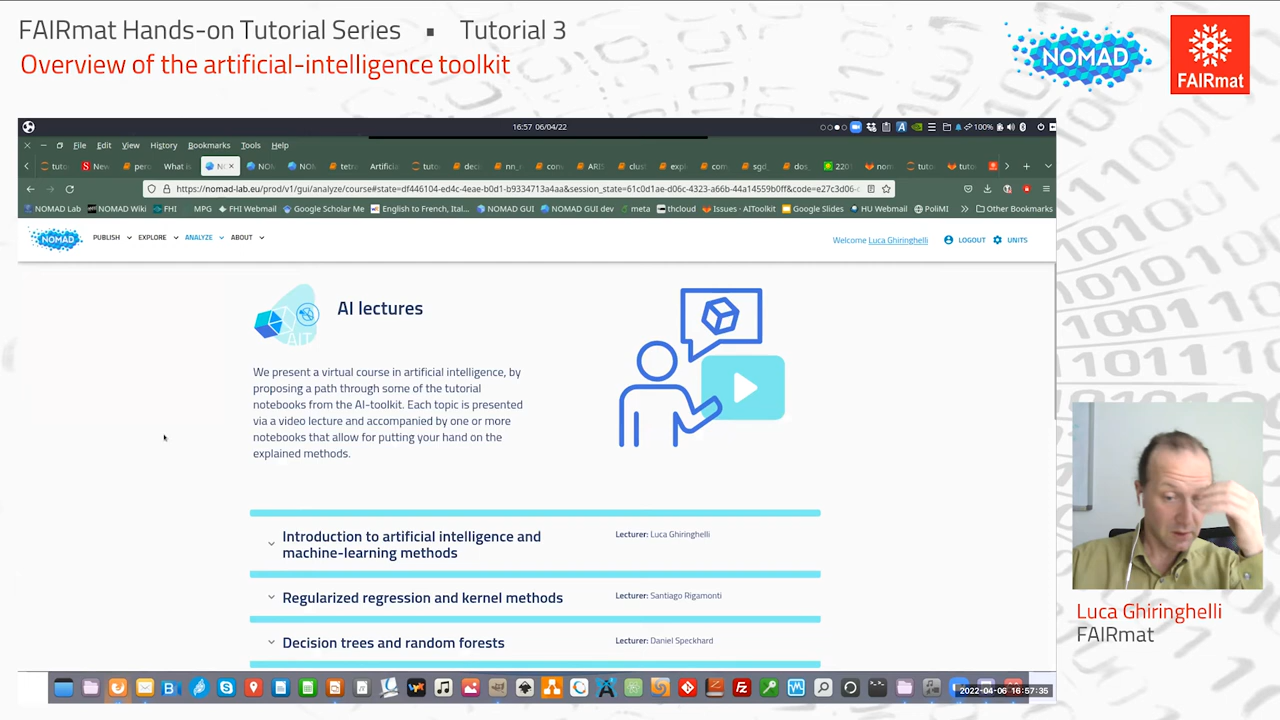 FAIRmat Hands-on Tutorial Series ▪ Tutorial 3
Overview of the artificial-intelligence toolkit
NOMAD
FAIRmat
16:57 06/04/22
100%
File Edit View History Bookmarks Tools Help
https://nomad-lab.eu/prod/v1/gui/analyze/course#state=df446104-ed4c-4eae-b0d1-b9334713a4aa&session_state=61c0d1ae-d06c-4323-a66b-44a14559b0ff&code=e27c3d06-
NOMAD Lab NOMAD Wiki FHI MPG FHI Webmail Google Scholar Me English to French, Ital... NOMAD GUI NOMAD GUI dev meta thcloud Issues · AIToolkit Google Slides HU Webmail PoliMI Other Bookmarks
NOMAD PUBLISH EXPLORE ANALYZE ABOUT Welcome Luca Ghiringhelli LOGOUT UNITS
AI lectures
AIT
We present a virtual course in artificial intelligence, by
proposing a path through some of the tutorial
notebooks from the AI-toolkit. Each topic is presented
via a video lecture and accompanied by one or more
notebooks that allow for putting your hand on the
explained methods.
Introduction to artificial intelligence and
machine-learning methods
Lecturer: Luca Ghiringhelli
Regularized regression and kernel methods
Lecturer: Santiago Rigamonti
Decision trees and random forests
Lecturer: Daniel Speckhard
Luca Ghiringhelli
FAIRmat
2022-04-06 16:57:35